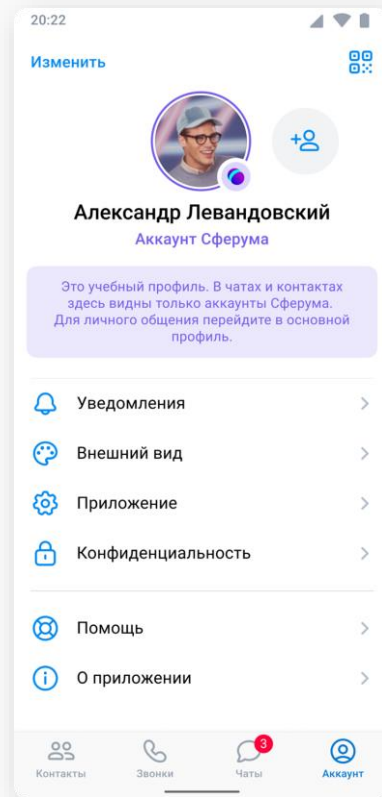 20:22
Изменить
Александр Левандовский
Аккаунт Сферума
Это учебный профиль. В чатах и контактах
здесь видны только аккаунты Сферума.
Для личного общения перейдите в основной
профиль.
Уведомления
Внешний вид
Приложение
Конфиденциальность
Помощь
О приложении
3
Контакты
Звонки
Чаты
Аккаунт